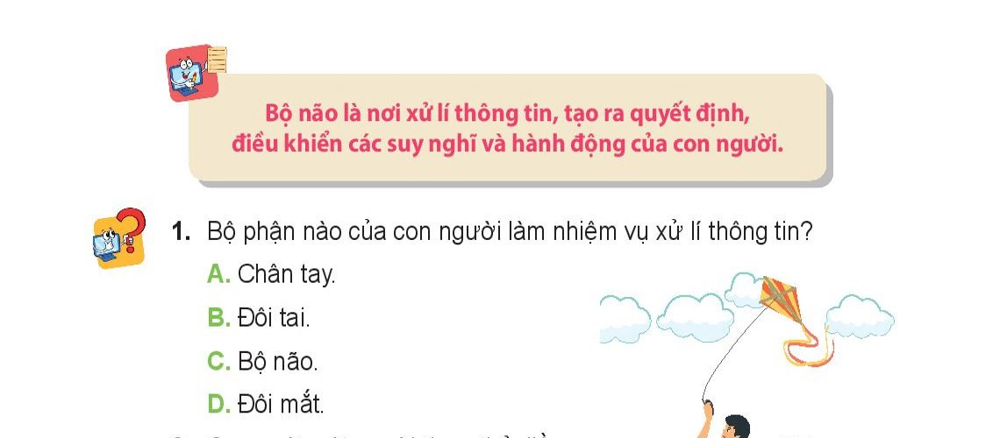 Bộ não là nơi xử lí thông tin, tạo ra quyết định,
điều khiển các suy nghĩ và hành động của con người.
1. Bộ phận nào của con người làm nhiệm vụ xử lí thông tin?
A. Chân tay.
B. Đôi tai.
C. Bộ não.
D. Đôi mắt.